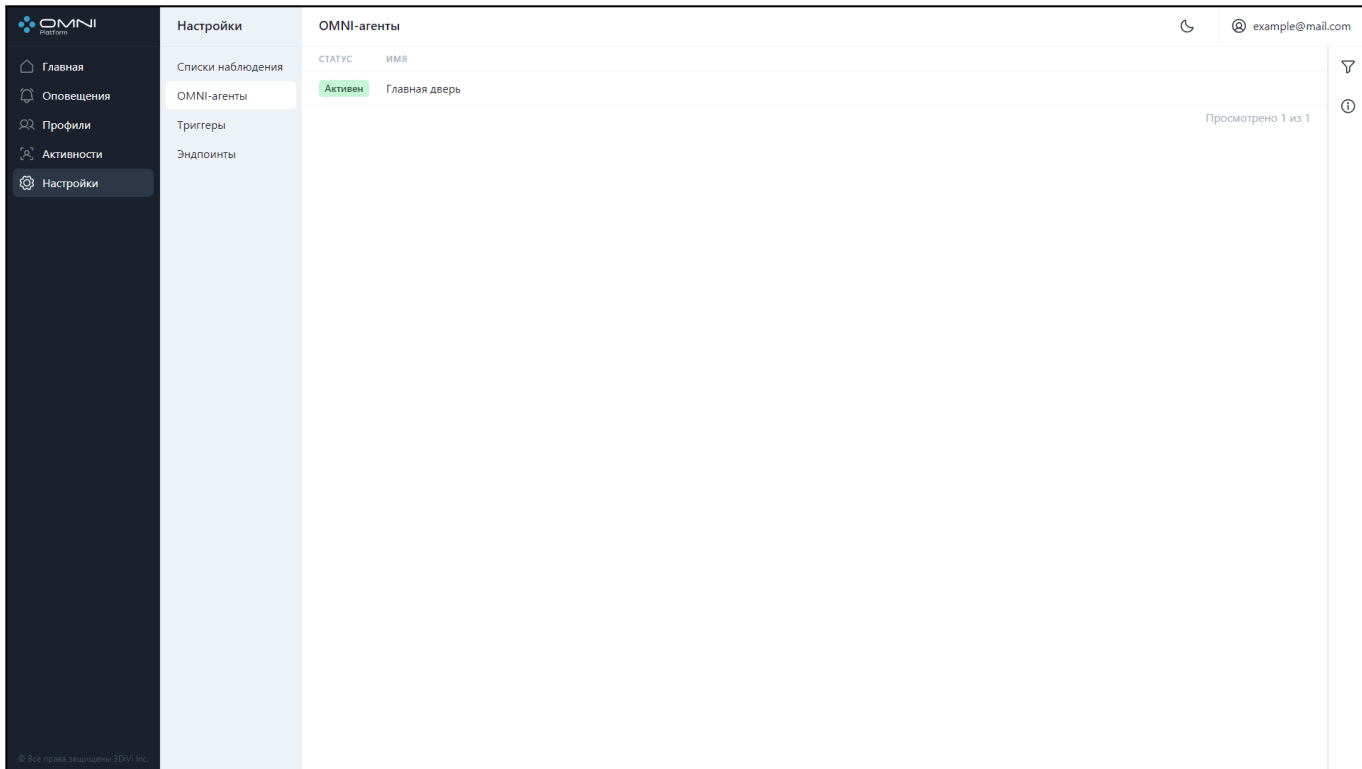 OMNI
Platform
Главная
Оповещения
Профили
Активности
Настройки
© Все права защищены 3DiVi Inc.
Настройки
Списки наблюдения
OMNI-агенты
Триггеры
Эндпоинты
OMNI-агенты
example@mail.com
СТАТУС ИМЯ
Активен Главная дверь
Просмотрено 1 из 1